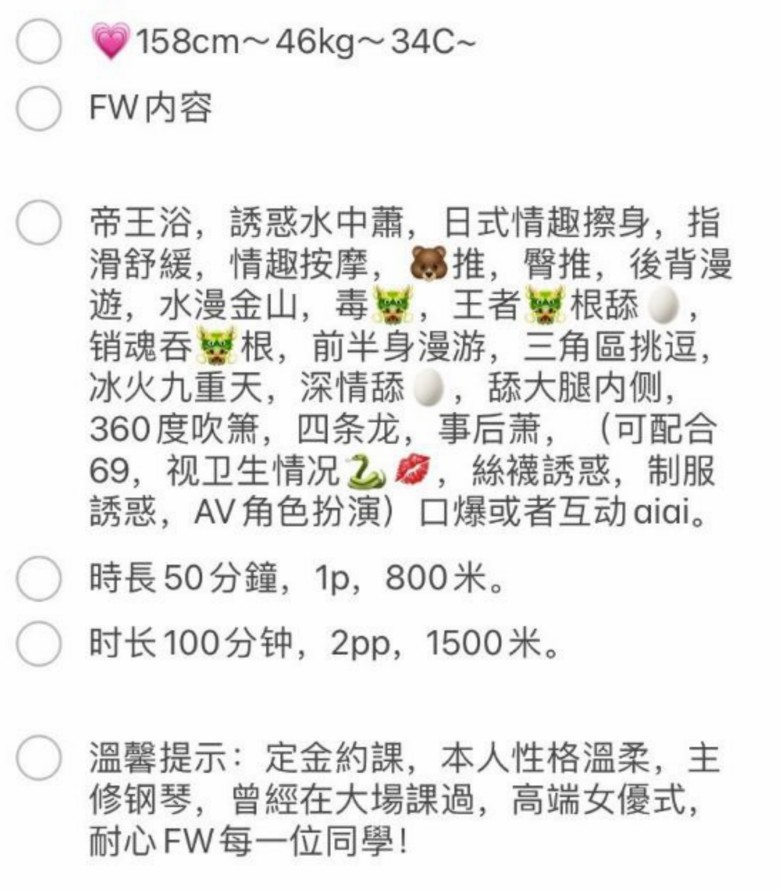 💗158cm～46kg～34C~
FW内容
帝王浴，誘惑水中蕭，日式情趣擦身，指
滑舒緩，情趣按摩，🐻推，臀推，後背漫
遊，水漫金山，毒🐲，王者🐲根舔🥚，
销魂吞🐲根，前半身漫游，三角區挑逗，
冰火九重天，深情舔🥚，舔大腿内侧，
360度吹箫，四条龙，事后萧，（可配合
69，视卫生情况🐍💋，絲襪誘惑，制服
誘惑，AV角色扮演）口爆或者互动aiai。
時長50分鐘，1p，800米。
时长100分钟，2pp，1500米。
溫馨提示：定金約課，本人性格溫柔，主
修钢琴，曾經在大場課過，高端女優式，
耐心FW每一位同學！